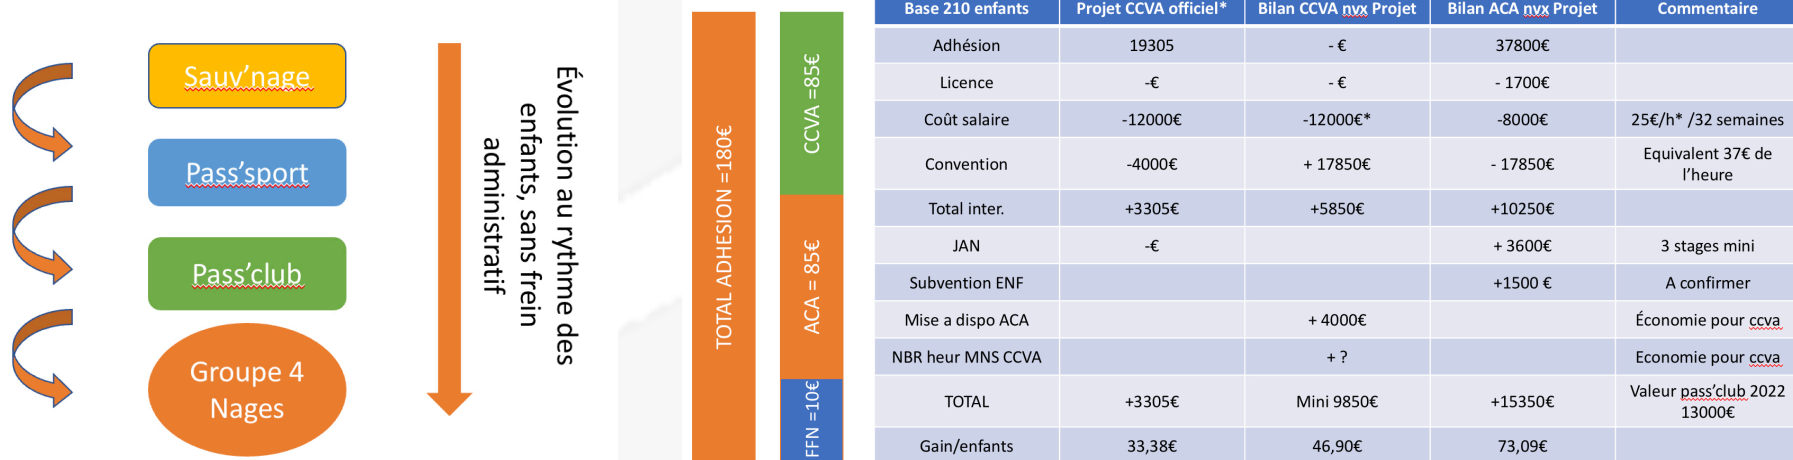 Sauv'nage
Pass'sport
Pass'club
Groupe 4
Nages
Évolution au rythme des
enfants, sans frein
administratif
TOTAL ADHESION =180€
CCVA =85€
ACA = 85€
FFN =10€
Base 210 enfants Projet CCVA officiel* Bilan CCVA nvx Projet Bilan ACA nvx Projet Commentaire
Adhésion 19305 - € 37800€
Licence -€ - € - 1700€
Coût salaire -12000€ -12000€* -8000€ 25€/h* /32 semaines
Convention -4000€ + 17850€ - 17850€ Equivalent 37€ de
l'heure
Total inter. +3305€ +5850€ +10250€
JAN -€ + 3600€ 3 stages mini
Subvention ENF +1500 € A confirmer
Mise a dispo ACA + 4000€ Économie pour ccva
NBR heur MNS CCVA + ? Economie pour ccva
TOTAL +3305€ Mini 9850€ +15350€ Valeur pass'club 2022
13000€
Gain/enfants 33,38€ 46,90€ 73,09€